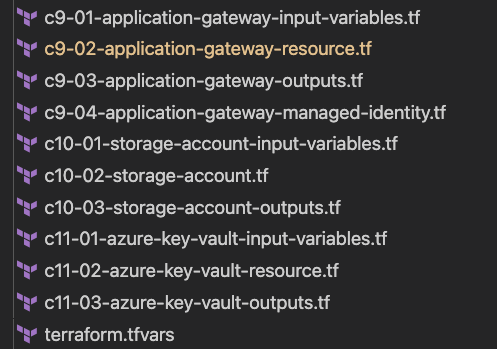 c9-01-application-gateway-input-variables.tf
c9-02-application-gateway-resource.tf
c9-03-application-gateway-outputs.tf
c9-04-application-gateway-managed-identity.tf
c10-01-storage-account-input-variables.tf
c10-02-storage-account.tf
c10-03-storage-account-outputs.tf
c11-01-azure-key-vault-input-variables.tf
c11-02-azure-key-vault-resource.tf
c11-03-azure-key-vault-outputs.tf
terraform.tfvars